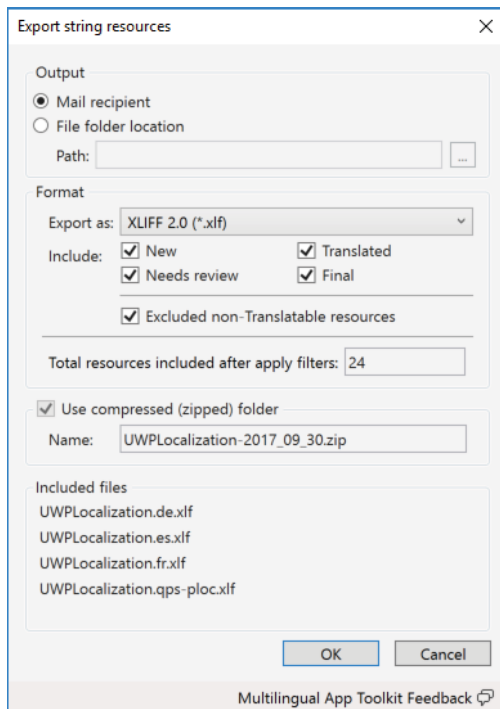 Export string resources
Output
Mail recipient
File folder location
Path:
...
Format
Export as: XLIFF 2.0 (*.xlf)
Include: New Translated
Needs review Final
Excluded non-Translatable resources
Total resources included after apply filters: 24
Use compressed (zipped) folder
Name: UWPLocalization-2017_09_30.zip
Included files
UWPLocalization.de.xlf
UWPLocalization.es.xlf
UWPLocalization.fr.xlf
UWPLocalization.qps-ploc.xlf
OK Cancel
Multilingual App Toolkit Feedback